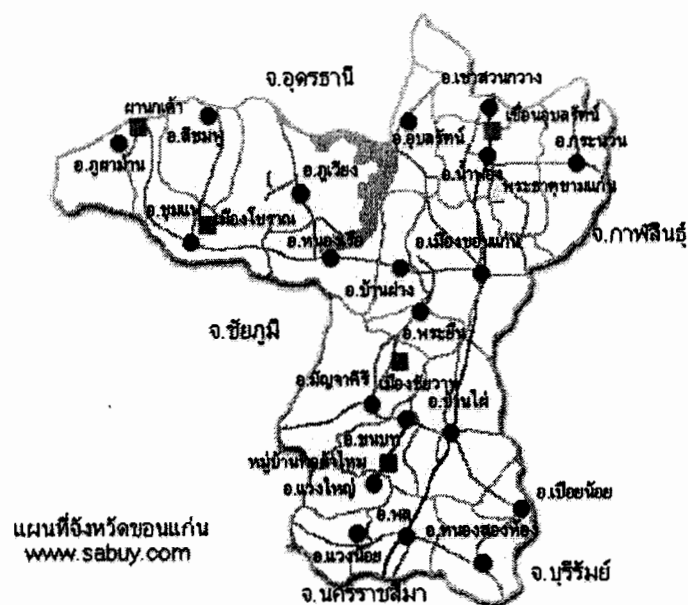 จ.อุดรธานี
อ.เขาสวนกวาง
ผานกเค้า
อ.สีชมพู
อ.อุบลรัตน์
เขื่อนอุบลรัตน์
อ.กระนวน
อ.ภูผาม่าน
อ.ภูเวียง
อ.น้ำพอง
พระธาตุขามแก่น
อ.ชุมแพ
เมืองโบราณ
อ.หนองเรือ
อ.เมืองขอนแก่น
จ.กาฬสินธุ์
อ.บ้านฝาง
จ.ชัยภูมิ
อ.พระยืน
อ.มัญจาคีรี
เมืองชัยวาน
อ.บ้านไผ่
อ.ชนบท
หมู่บ้านทอผ้าไหม
อ.แวงใหญ่
อ.เปือยน้อย
อ.พล
อ.หนองสองห้อง
แผนที่จังหวัดขอนแก่น
www.sabuy.com
อ.แวงน้อย
จ.บุรีรัมย์
จ.นครราชสีมา